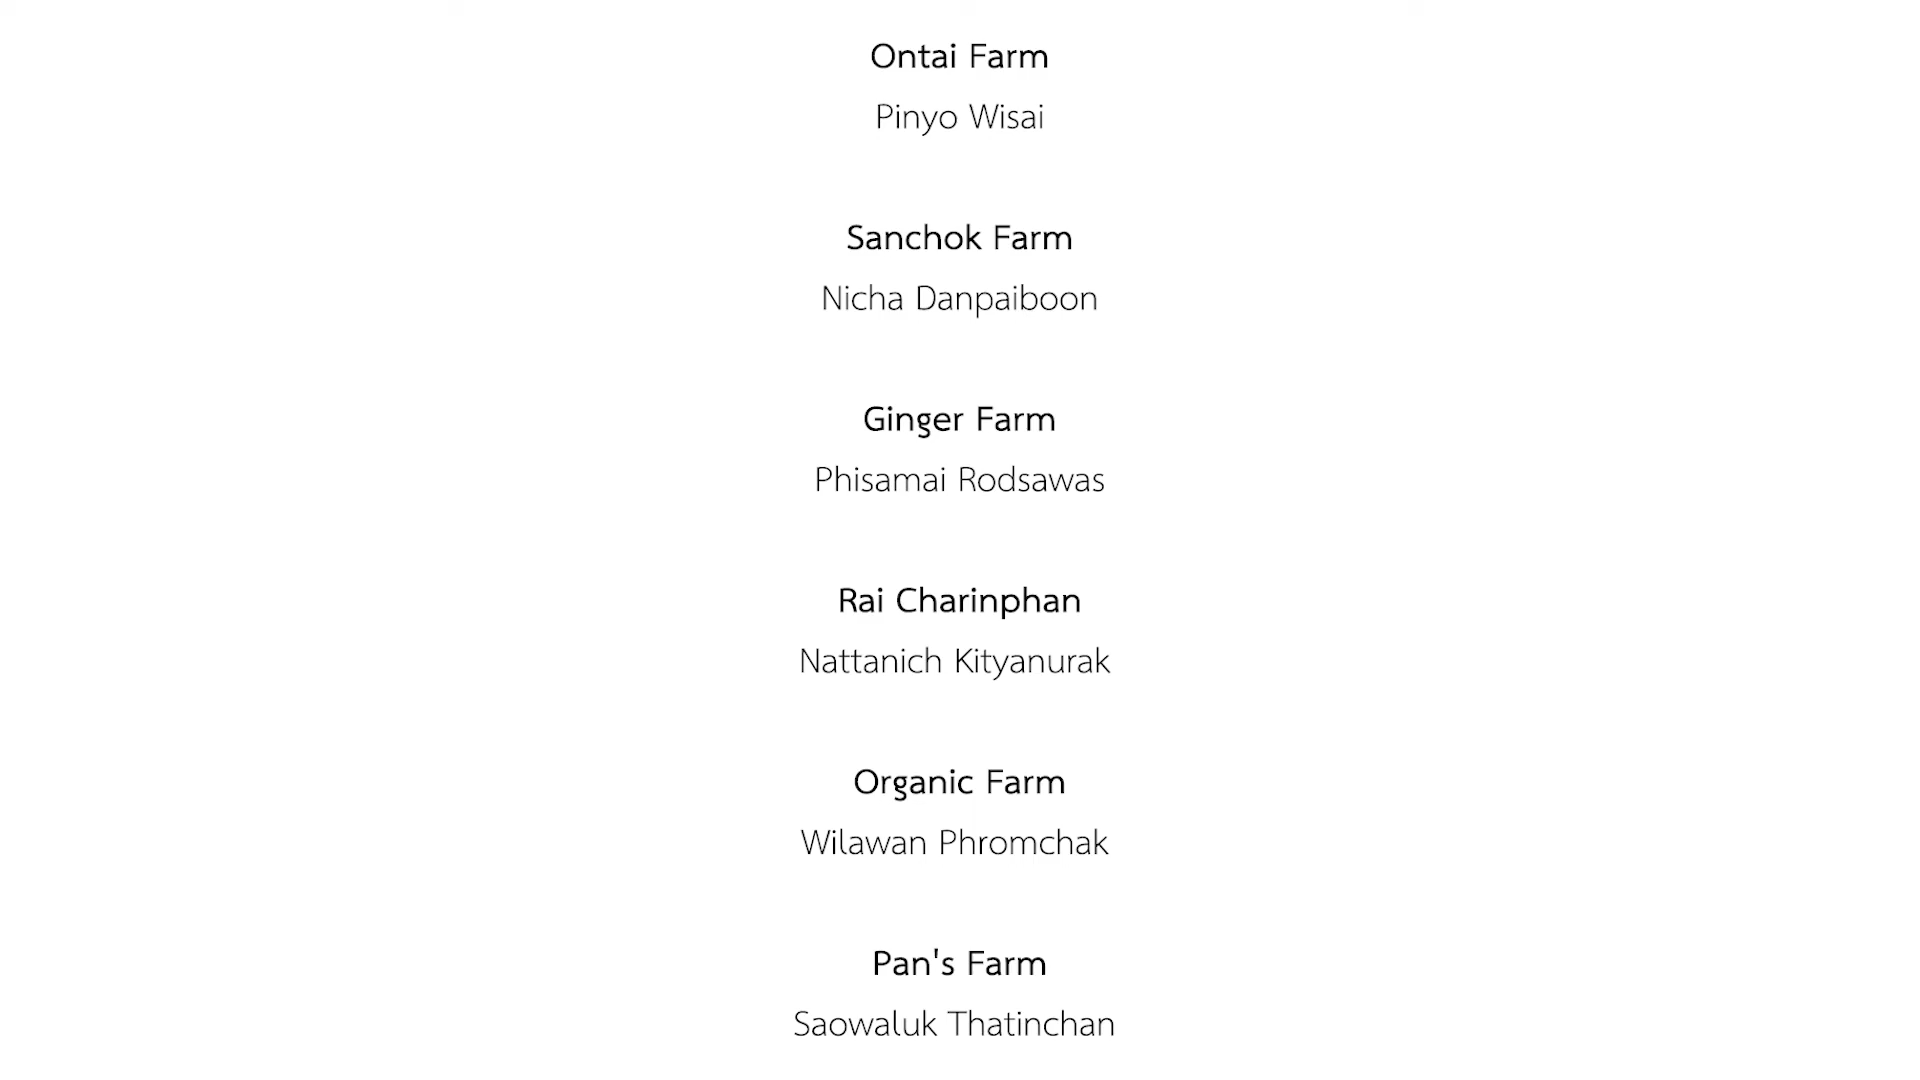 Ontai Farm
Pinyo Wisai
Sanchok Farm
Nicha Danpaiboon
Ginger Farm
Phisamai Rodsawas
Rai Charinphan
Nattanich Kityanurak
Organic Farm
Wilawan Phromchak
Pan's Farm
Saowaluk Thatinchan